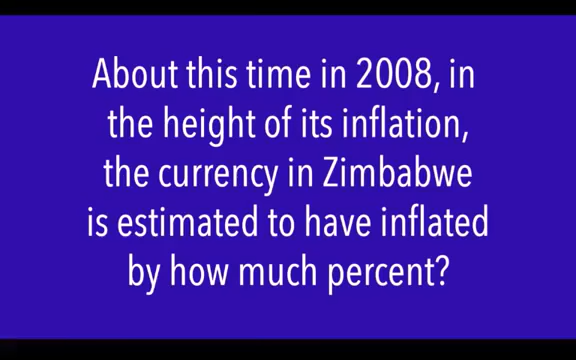 About this time in 2008, in
the height of its inflation,
the currency in Zimbabwe
is estimated to have inflated
by how much percent?